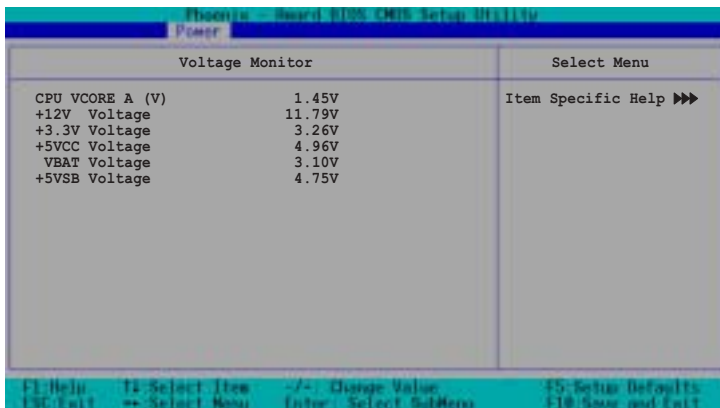 Phoenix - Award BIOS CMOS Setup Utility
Power
Voltage Monitor
Select Menu
CPU VCORE A (V) 1.45V
Item Specific Help
+12V Voltage 11.79V
+3.3V Voltage 3.26V
+5VCC Voltage 4.96V
VBAT Voltage 3.10V
+5VSB Voltage 4.75V
F1:Help ↑↓ Select Item -/+ Change Value F5:Setup Defaults
ESC:Exit ↔ Select Menu Enter: Select SubMenu F10 Save and Exit